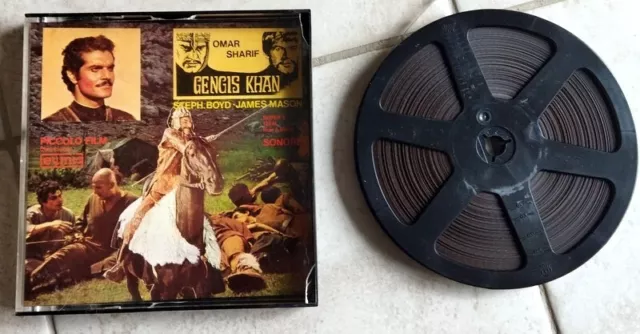 OMAR
SHARIF
GENGIS KHAN
STEPH. BOYD - JAMES MASON
PICCOLO FILM
SONORO